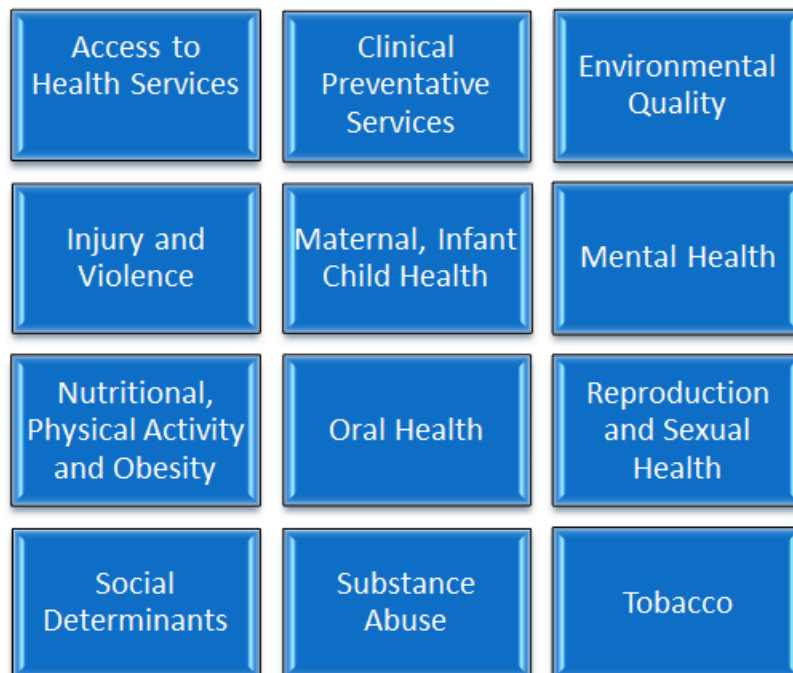 Access to
Health Services
Clinical
Preventative
Services
Environmental
Quality
Injury and
Violence
Maternal, Infant
Child Health
Mental Health
Nutritional,
Physical Activity
and Obesity
Oral Health
Reproduction
and Sexual
Health
Social
Determinants
Substance
Abuse
Tobacco